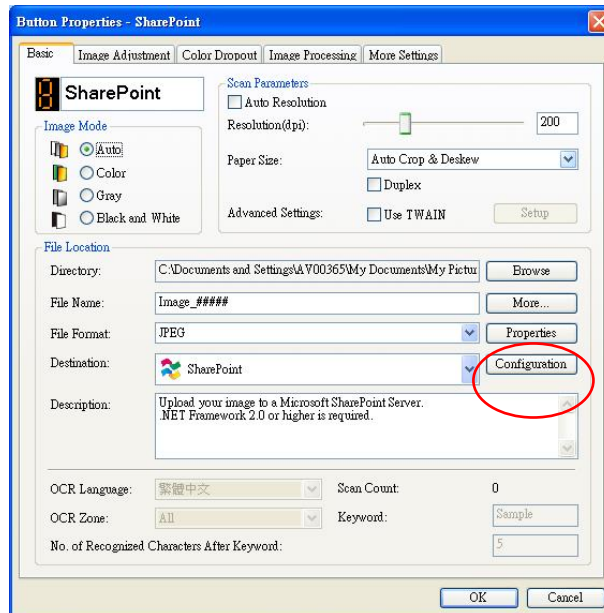 Button Properties - SharePoint
Basic Image Adjustment Color Dropout Image Processing More Settings
SharePoint
Image Mode
Auto
Color
Gray
Black and White
Scan Parameters
Auto Resolution
Resolution(dpi): 200
Paper Size: Auto Crop & Deskew
Duplex
Advanced Settings: Use TWAIN Setup
File Location
Directory: C:\Documents and Settings\AV00365\My Documents\My Pictur Browse
File Name: Image_##### More...
File Format: JPEG Properties
Destination: SharePoint Configuration
Description: Upload your image to a Microsoft SharePoint Server.
.NET Framework 2.0 or higher is required.
OCR Language: 繁體中文 Scan Count: 0
OCR Zone: All Keyword: Sample
No. of Recognized Characters After Keyword: 5
OK Cancel